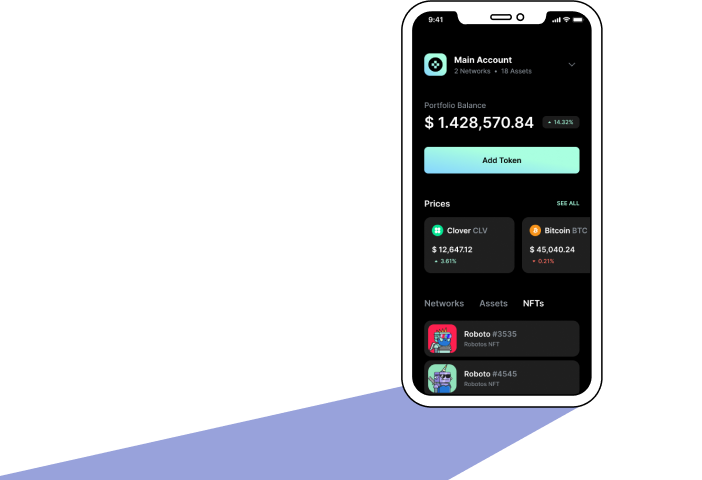 9:41
Main Account
2 Networks • 18 Assets
Portfolio Balance
$ 1.428,570.84
14.32%
Add Token
Prices
SEE ALL
Clover CLV
$ 12,647.12
3.61%
Bitcoin BTC
$ 45,040.24
0.21%
Networks
Assets
NFTs
Roboto #3535
Robotos NFT
Roboto #4545
Robotos NFT